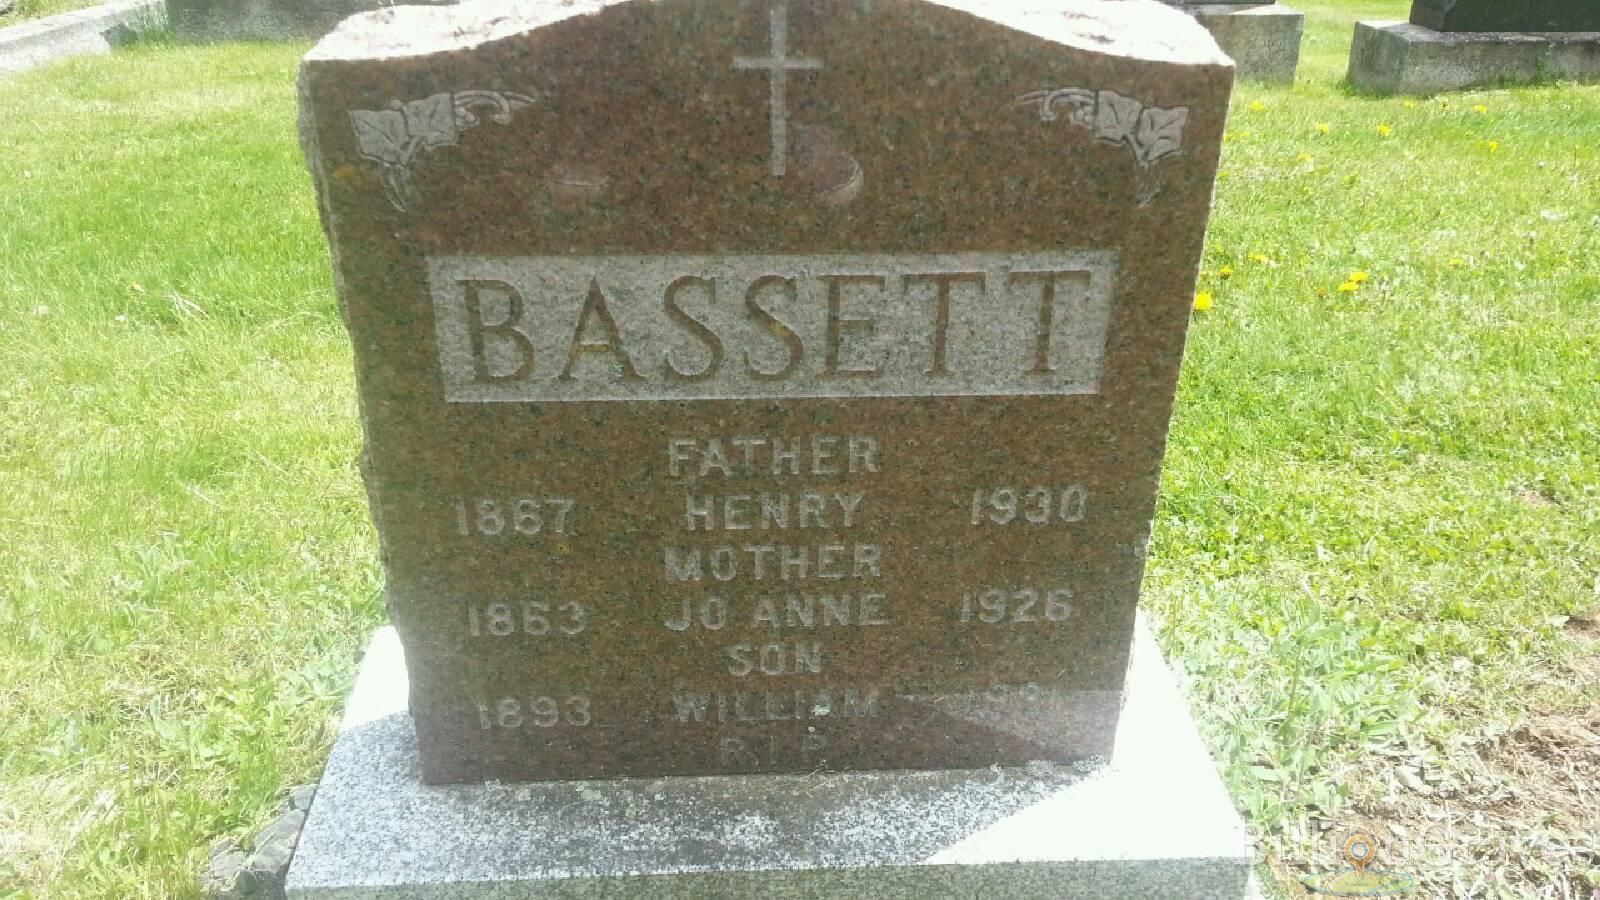 BASSETT
FATHER
1867 HENRY 1930
MOTHER
1863 JO ANNE 1926
SON
1893 WILLIAM
R.I.P.